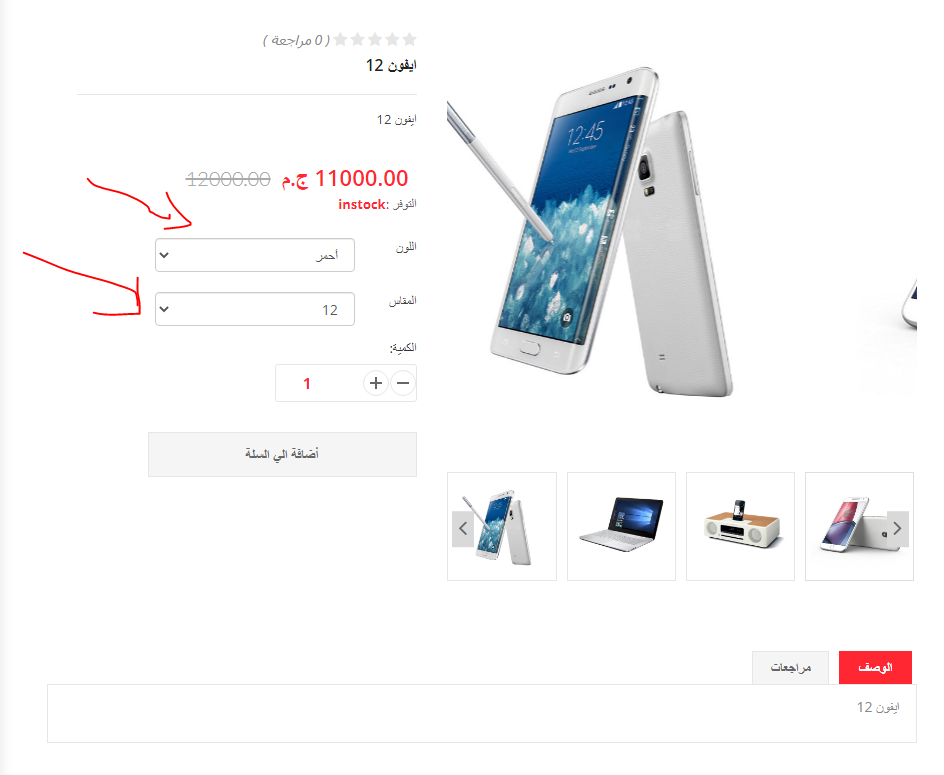 ( 0 مراجعة )
ايفون 12
ايفون 12
11000.00 ج.م 12000.00
التوفر :instock
اللون أحمر
المقاس 12
الكمية:
1
أضافة الي السلة
12:45
الوصف مراجعات
ايفون 12